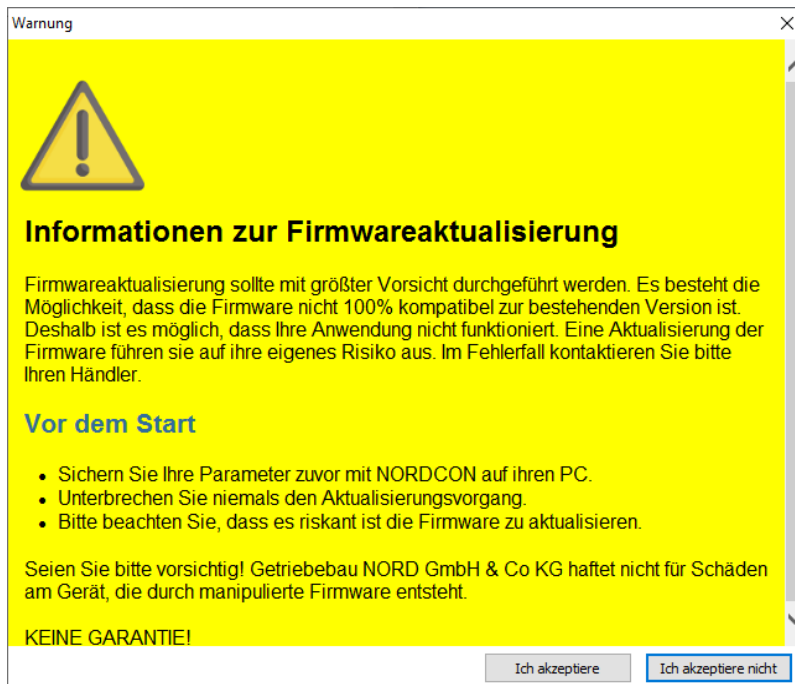 Warnung
Informationen zur Firmwareaktualisierung
Firmwareaktualisierung sollte mit größter Vorsicht durchgeführt werden. Es besteht die
Möglichkeit, dass die Firmware nicht 100% kompatibel zur bestehenden Version ist.
Deshalb ist es möglich, dass Ihre Anwendung nicht funktioniert. Eine Aktualisierung der
Firmware führen sie auf ihre eigenes Risiko aus. Im Fehlerfall kontaktieren Sie bitte
Ihren Händler.
Vor dem Start
• Sichern Sie Ihre Parameter zuvor mit NORDCON auf ihren PC.
• Unterbrechen Sie niemals den Aktualisierungsvorgang.
• Bitte beachten Sie, dass es riskant ist die Firmware zu aktualisieren.
Seien Sie bitte vorsichtig! Getriebebau NORD GmbH & Co KG haftet nicht für Schäden
am Gerät, die durch manipulierte Firmware entsteht.
KEINE GARANTIE!
Ich akzeptiere
Ich akzeptiere nicht